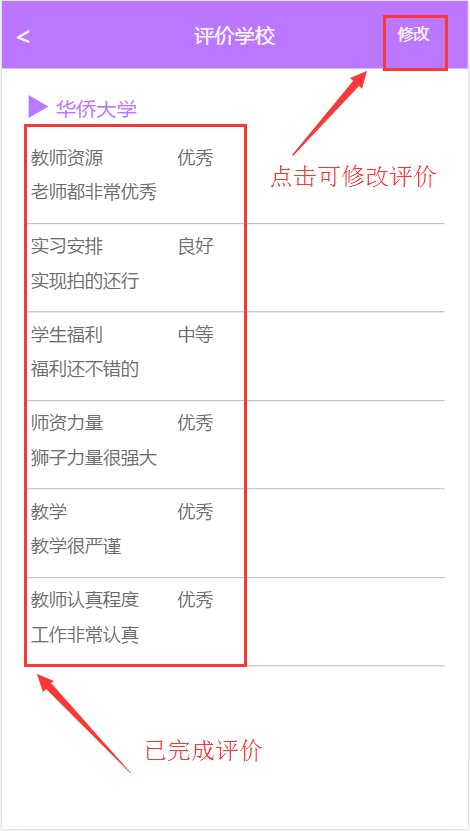 < 评价学校 修改
华侨大学
点击可修改评价
教师资源 优秀
老师都非常优秀
实习安排 良好
实现拍的还行
学生福利 中等
福利还不错的
师资力量 优秀
狮子力量很强大
教学 优秀
教学很严谨
教师认真程度 优秀
工作非常认真
已完成评价